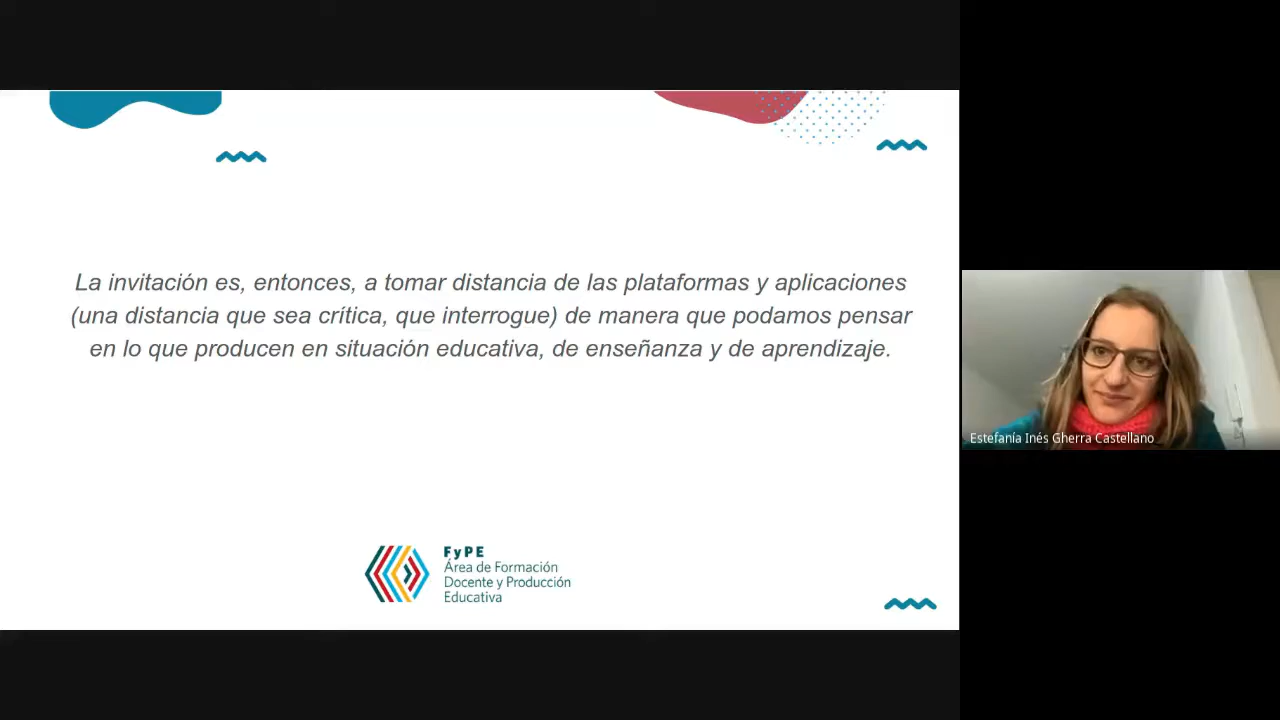 La invitación es, entonces, a tomar distancia de las plataformas y aplicaciones
(una distancia que sea crítica, que interrogue) de manera que podamos pensar
en lo que producen en situación educativa, de enseñanza y de aprendizaje.
Estefanía Inés Gherra Castellano
FyPE
Área de Formación
Docente y Producción
Educativa